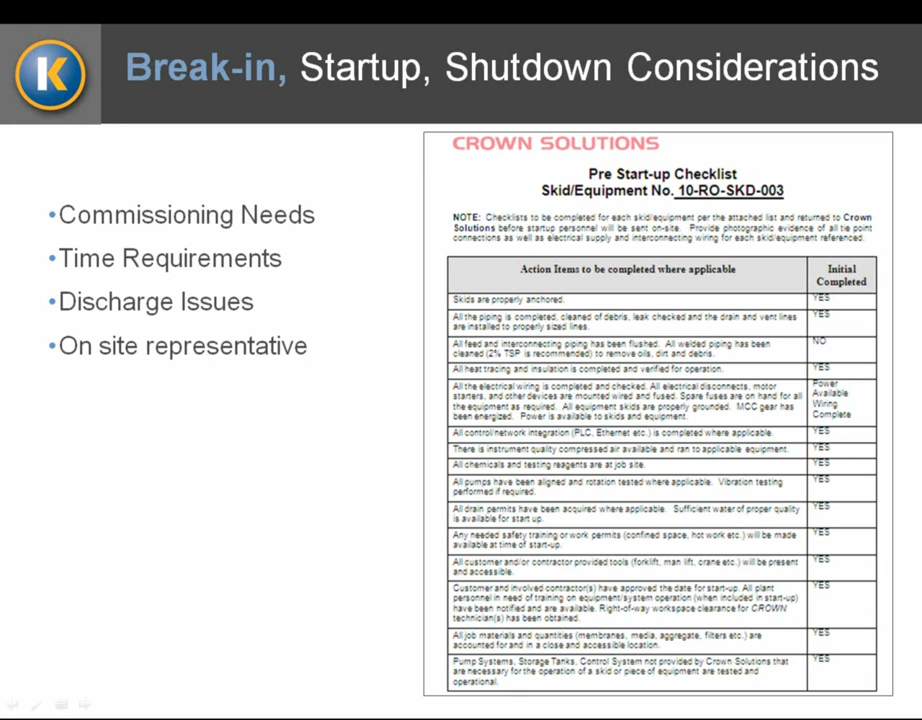 K
Break-in, Startup, Shutdown Considerations
•Commissioning Needs
•Time Requirements
•Discharge Issues
•On site representative
CROWN SOLUTIONS
Pre Start-up Checklist
Skid/Equipment No. 10-RO-SKD-003
NOTE: Checklists to be completed for each skid/equipment per the attached list and returned to Crown
Solutions before startup personnel will be sent on-site. Provide photographic evidence of all tie point
connections as well as electrical supply and interconnecting wiring for each skid/equipment referenced.
Action Items to be completed where applicable
Initial
Completed
Skids are properly anchored.
YES
All the piping is completed, cleaned of debris, leak checked and the drain and vent lines
are installed to properly sized lines.
YES
All feed and interconnecting piping has been flushed. All welded piping has been
cleaned (2% TSP is recommended) to remove oils, dirt and debris.
NO
All heat tracing and insulation is completed and verified for operation.
YES
All the electrical wiring is completed and checked. All electrical disconnects, motor
starters, and other devices are mounted wired and fused. Spare fuses are on hand for all
the equipment as required. All equipment skids are properly grounded. MCC gear has
been energized. Power is available to skids and equipment.
Power
Available
Wiring
Complete
All control/network integration (PLC, Ethernet etc.) is completed where applicable.
YES
There is instrument quality compressed air available and ran to applicable equipment.
YES
All chemicals and testing reagents are at job site.
YES
All pumps have been aligned and rotation tested where applicable. Vibration testing
performed if required.
YES
All drain permits have been acquired where applicable. Sufficient water of proper quality
is available for start up.
YES
Any needed safety training or work permits (confined space, hot work etc.) will be made
available at time of start-up.
YES
All customer and/or contractor provided tools (forklift, man lift, crane etc.) will be present
and accessible.
YES
Customer and involved contractor(s) have approved the date for start-up. All plant
personnel in need of training on equipment/system operation (when included in start-up)
have been notified and are available. Right-of-way workspace clearance for CROWN
technician(s) has been obtained.
YES
All job materials and quantities (membranes, media, aggregate, filters etc.) are
accounted for and in a close and accessible location.
YES
Pump Systems, Storage Tanks, Control System not provided by Crown Solutions that
are necessary for the operation of a skid or piece of equipment are tested and
operational.
YES